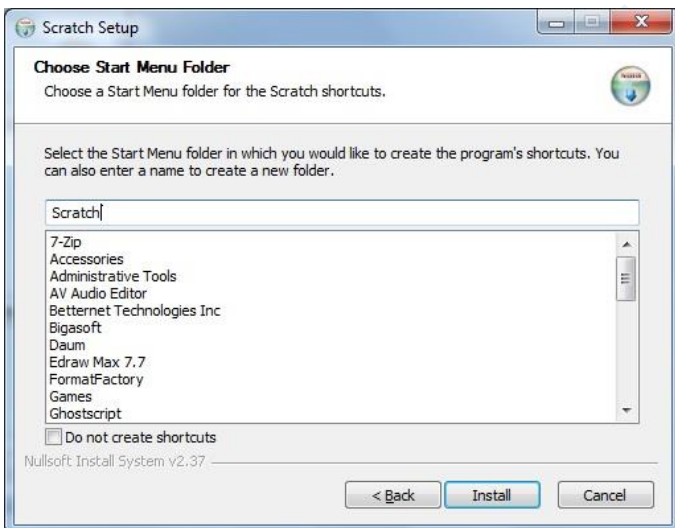 Scratch Setup
Choose Start Menu Folder
Choose a Start Menu folder for the Scratch shortcuts.
Select the Start Menu folder in which you would like to create the program's shortcuts. You
can also enter a name to create a new folder.
Scratch
7-Zip
Accessories
Administrative Tools
AV Audio Editor
Betternet Technologies Inc
Bigasoft
Daum
Edraw Max 7.7
FormatFactory
Games
Ghostscript
Do not create shortcuts
Nullsoft Install System v2.37
< Back
Install
Cancel